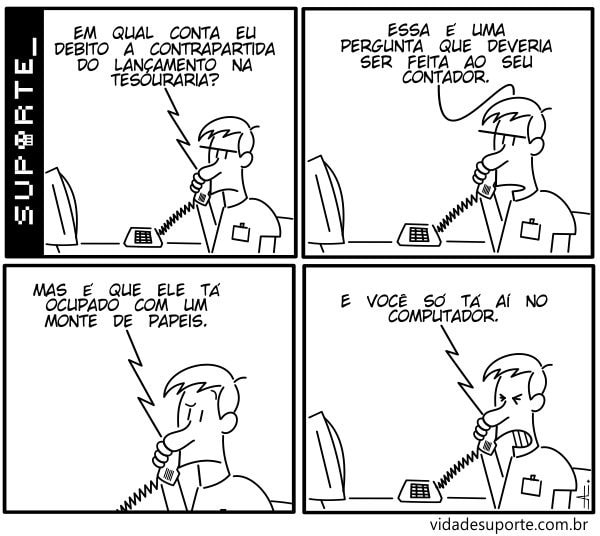 SUPORTE_
EM QUAL CONTA EU
DEBITO A CONTRAPARTIDA
DO LANÇAMENTO NA
TESOURARIA?
ESSA É UMA
PERGUNTA QUE DEVERIA
SER FEITA AO SEU
CONTADOR.
MAS É QUE ELE TÁ
OCUPADO COM UM
MONTE DE PAPEIS.
E VOCÊ SÓ TÁ AÍ NO
COMPUTADOR.
vidadesuporte.com.br